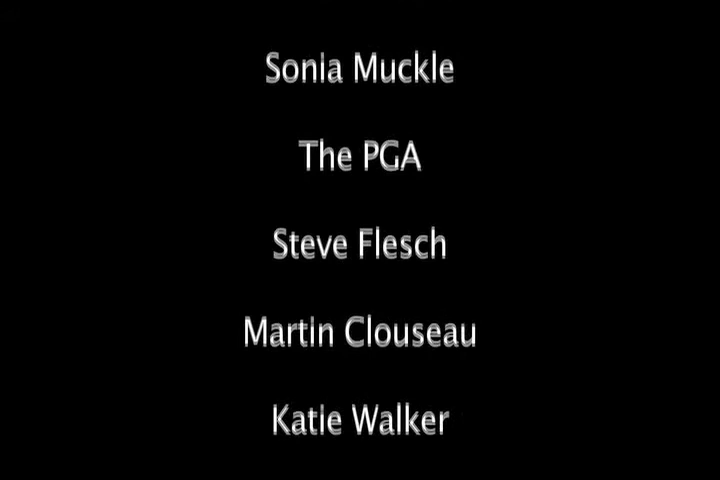 Sonia Muckle
The PGA
Steve Flesch
Martin Clouseau
Katie Walker